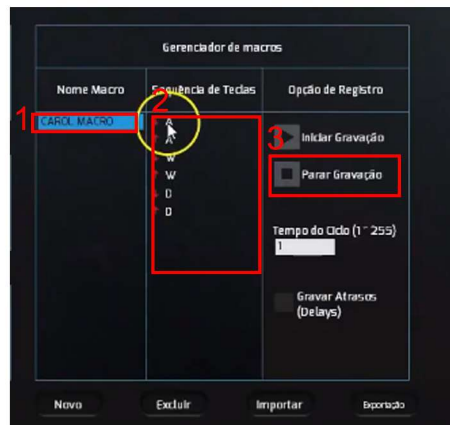 Gerenciador de macros
Nome Macro
Sequência de Teclas
Opção de Registro
1
2
3
CAROL MACRO
A
A
W
W
D
D
Iniciar Gravação
Parar Gravação
Tempo do Ciclo (1~255)
1
Gravar Atrasos
(Delays)
Novo
Excluir
Importar
Exportação